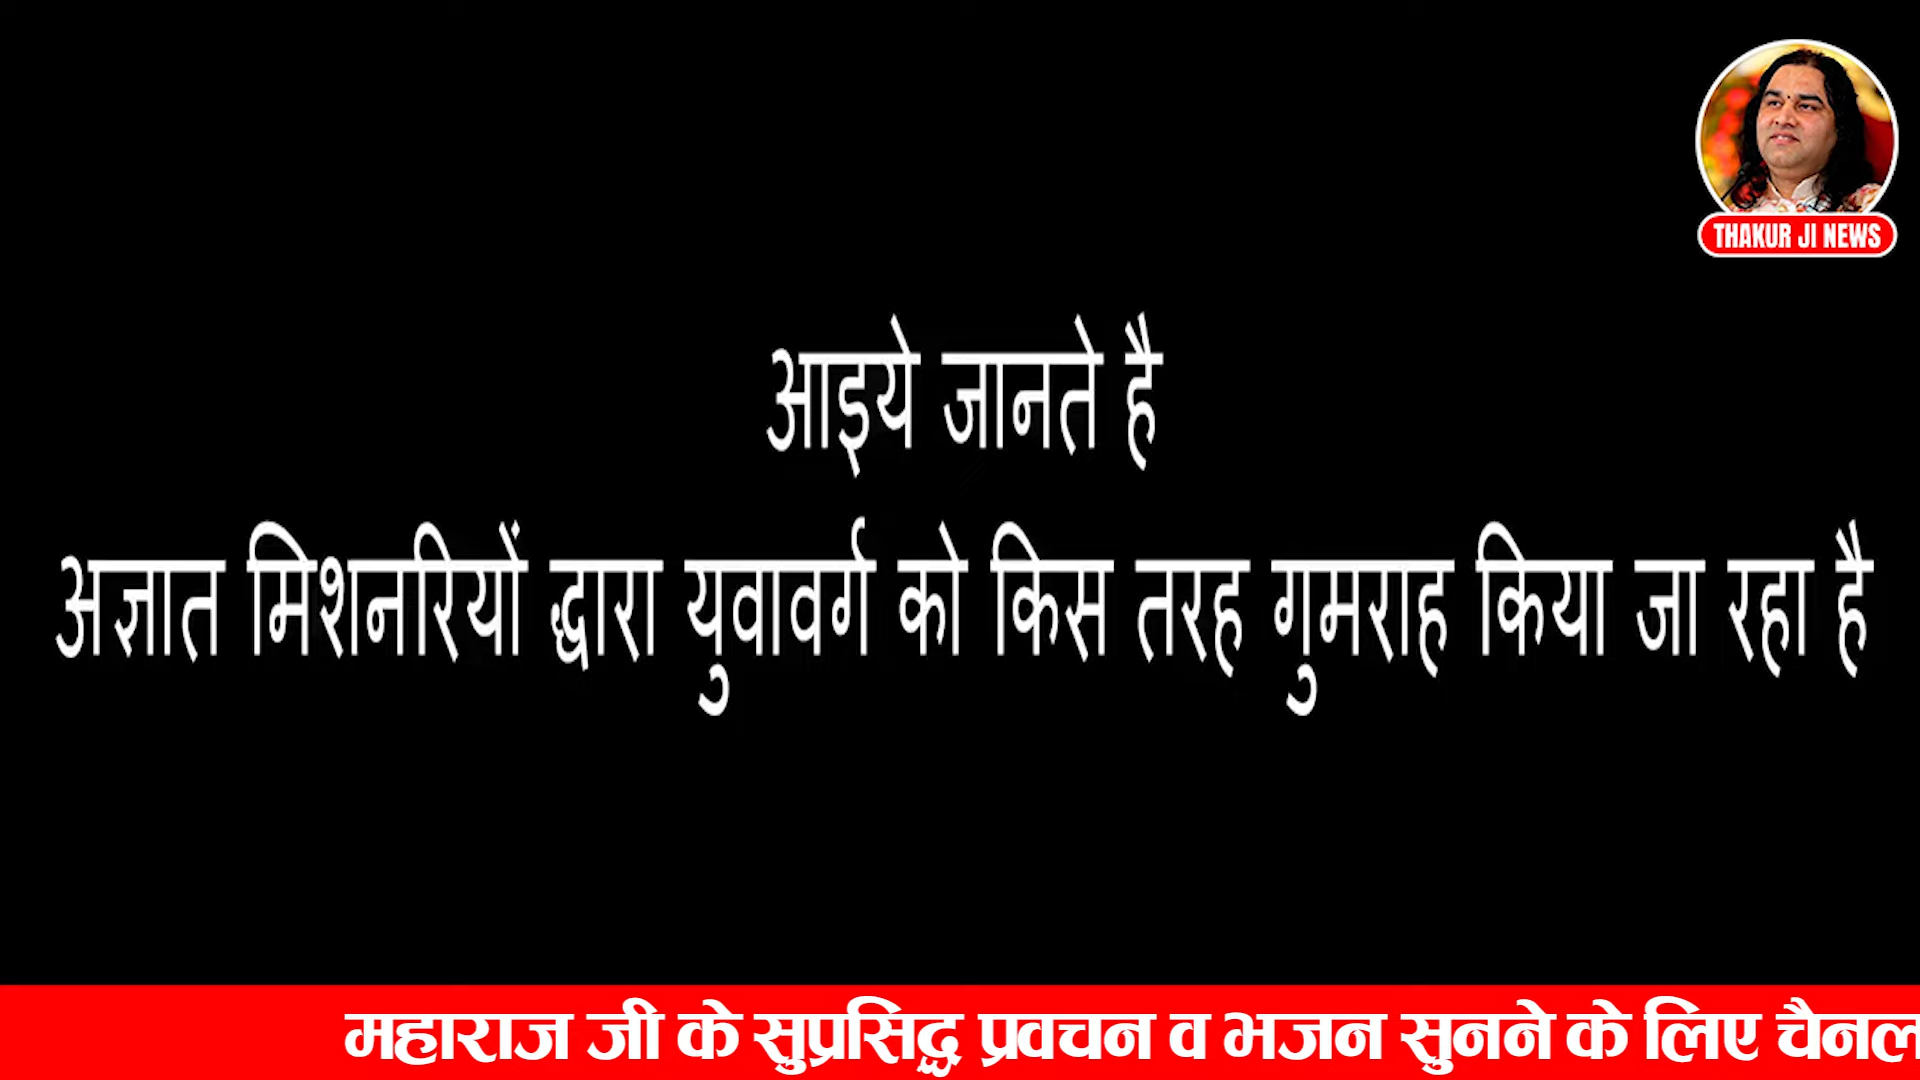 THAKUR JI NEWS
आइये जानते है
अज्ञात मिशनरियों द्धारा युवावर्ग को किस तरह गुमराह किया जा रहा है
महाराज जी के सुप्रसिद्ध प्रवचन व भजन सुनने के लिए चैनल